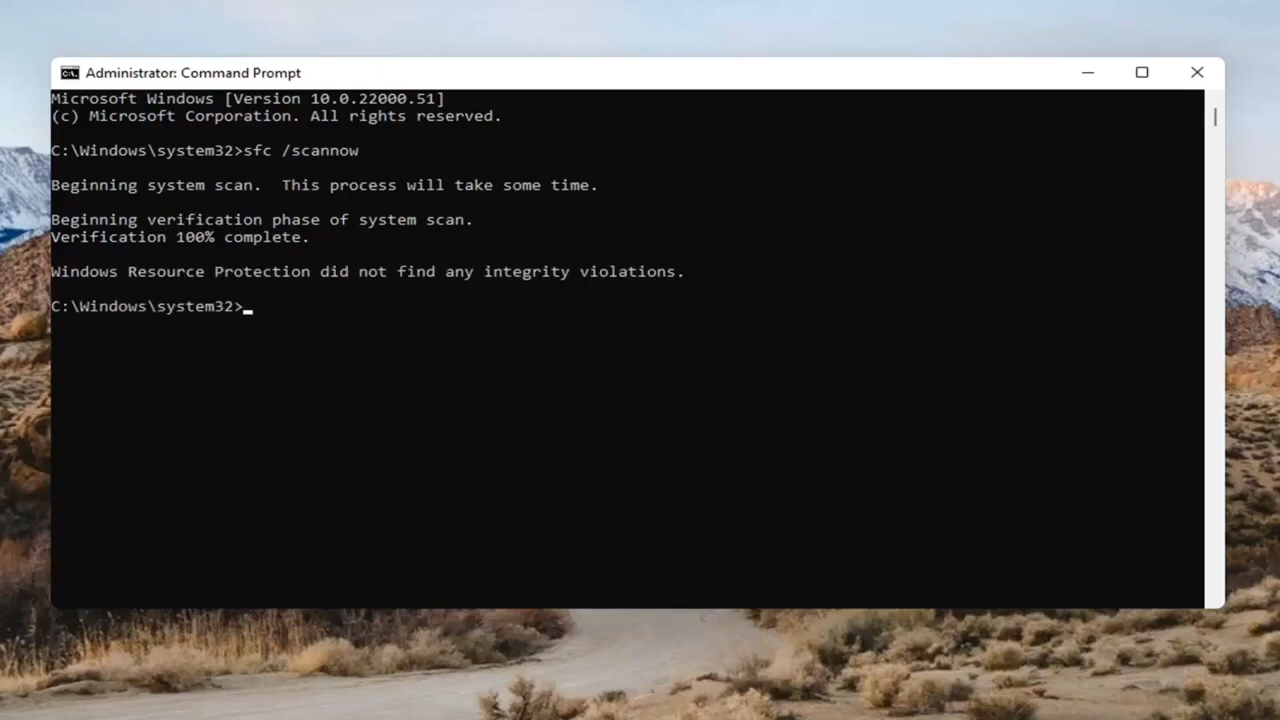 Administrator: Command Prompt
Microsoft Windows [Version 10.0.22000.51]
(c) Microsoft Corporation. All rights reserved.
C:\Windows\system32>sfc /scannow
Beginning system scan.  This process will take some time.
Beginning verification phase of system scan.
Verification 100% complete.
Windows Resource Protection did not find any integrity violations.
C:\Windows\system32>